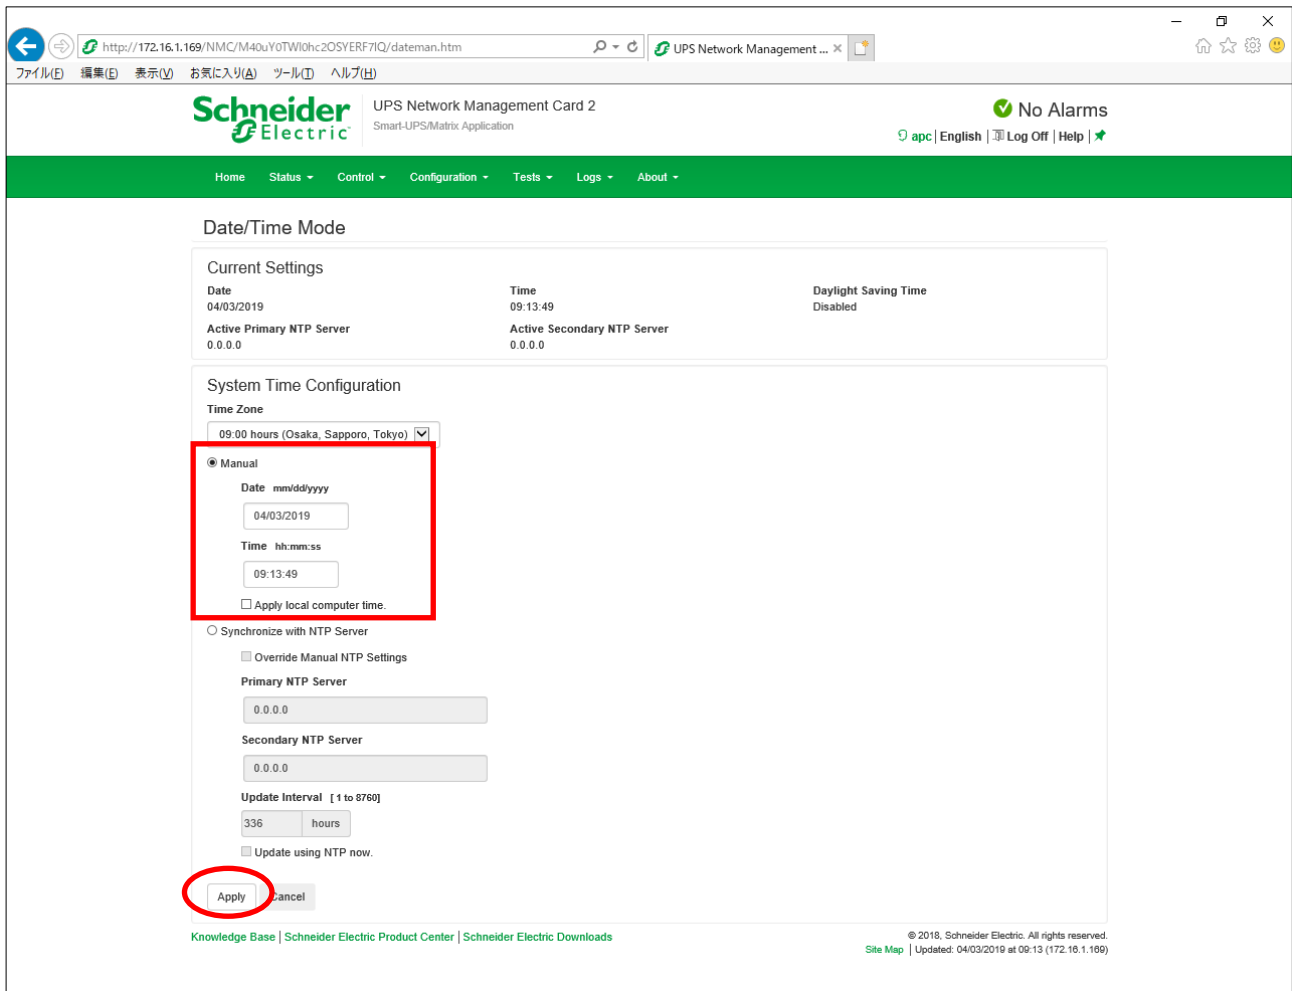 http://172.16.1.169/NMC/M40uY0TWI0hc2OSYERF7IQ/dateman.htm
UPS Network Management ...
ファイル(F) 編集(E) 表示(V) お気に入り(A) ツール(T) ヘルプ(H)
Schneider Electric
UPS Network Management Card 2
Smart-UPS/Matrix Application
No Alarms
apc | English | Log Off | Help |
Home Status Control Configuration Tests Logs About
Date/Time Mode
Current Settings
Date Time Daylight Saving Time
04/03/2019 09:13:49 Disabled
Active Primary NTP Server Active Secondary NTP Server
0.0.0.0 0.0.0.0
System Time Configuration
Time Zone
09:00 hours (Osaka, Sapporo, Tokyo)
Manual
Date mm/dd/yyyy
04/03/2019
Time hh:mm:ss
09:13:49
Apply local computer time.
Synchronize with NTP Server
Override Manual NTP Settings
Primary NTP Server
0.0.0.0
Secondary NTP Server
0.0.0.0
Update Interval [1 to 8760]
336 hours
Update using NTP now.
Apply Cancel
Knowledge Base | Schneider Electric Product Center | Schneider Electric Downloads
© 2018, Schneider Electric. All rights reserved.
Site Map | Updated: 04/03/2019 at 09:13 (172.16.1.169)